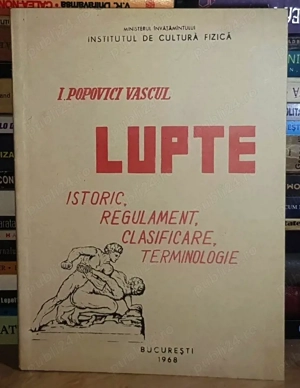 MINISTERUL ÎNVĂȚĂMÎNTULUI
INSTITUTUL DE CULTURĂ FIZICĂ
I. POPOVICI VASCUL
LUPTE
ISTORIC,
REGULAMENT,
CLASIFICARE,
TERMINOLOGIE
BUCUREȘTI
1968